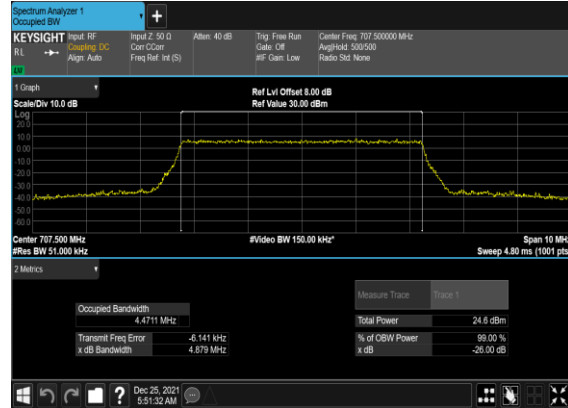 Spectrum Analyzer 1
Occupied BW
KEYSIGHT Input: RF Input Z: 50 Ω Atten: 40 dB Trig: Free Run Center Freq: 707.500000 MHz
RL Coupling: DC Corr CCorr Gate: Off Avg|Hold: 500/500
Align: Auto Freq Ref: Int (S) #IF Gain: Low Radio Std: None
LM
1 Graph
Ref Lvl Offset 8.00 dB
Scale/Div 10.0 dB Ref Value 30.00 dBm
Log
20.0
10.0
0.00
-10.0
-20.0
-30.0
-40.0
-50.0
-60.0
Center 707.500 MHz #Video BW 150.00 kHz* Span 10 MHz
#Res BW 51.000 kHz Sweep 4.80 ms (1001 pts)
2 Metrics
Measure Trace Trace 1
Occupied Bandwidth
4.4711 MHz Total Power 24.6 dBm
Transmit Freq Error -6.141 kHz % of OBW Power 99.00 %
x dB Bandwidth 4.879 MHz x dB -26.00 dB
? Dec 25, 2021
5:51:32 AM